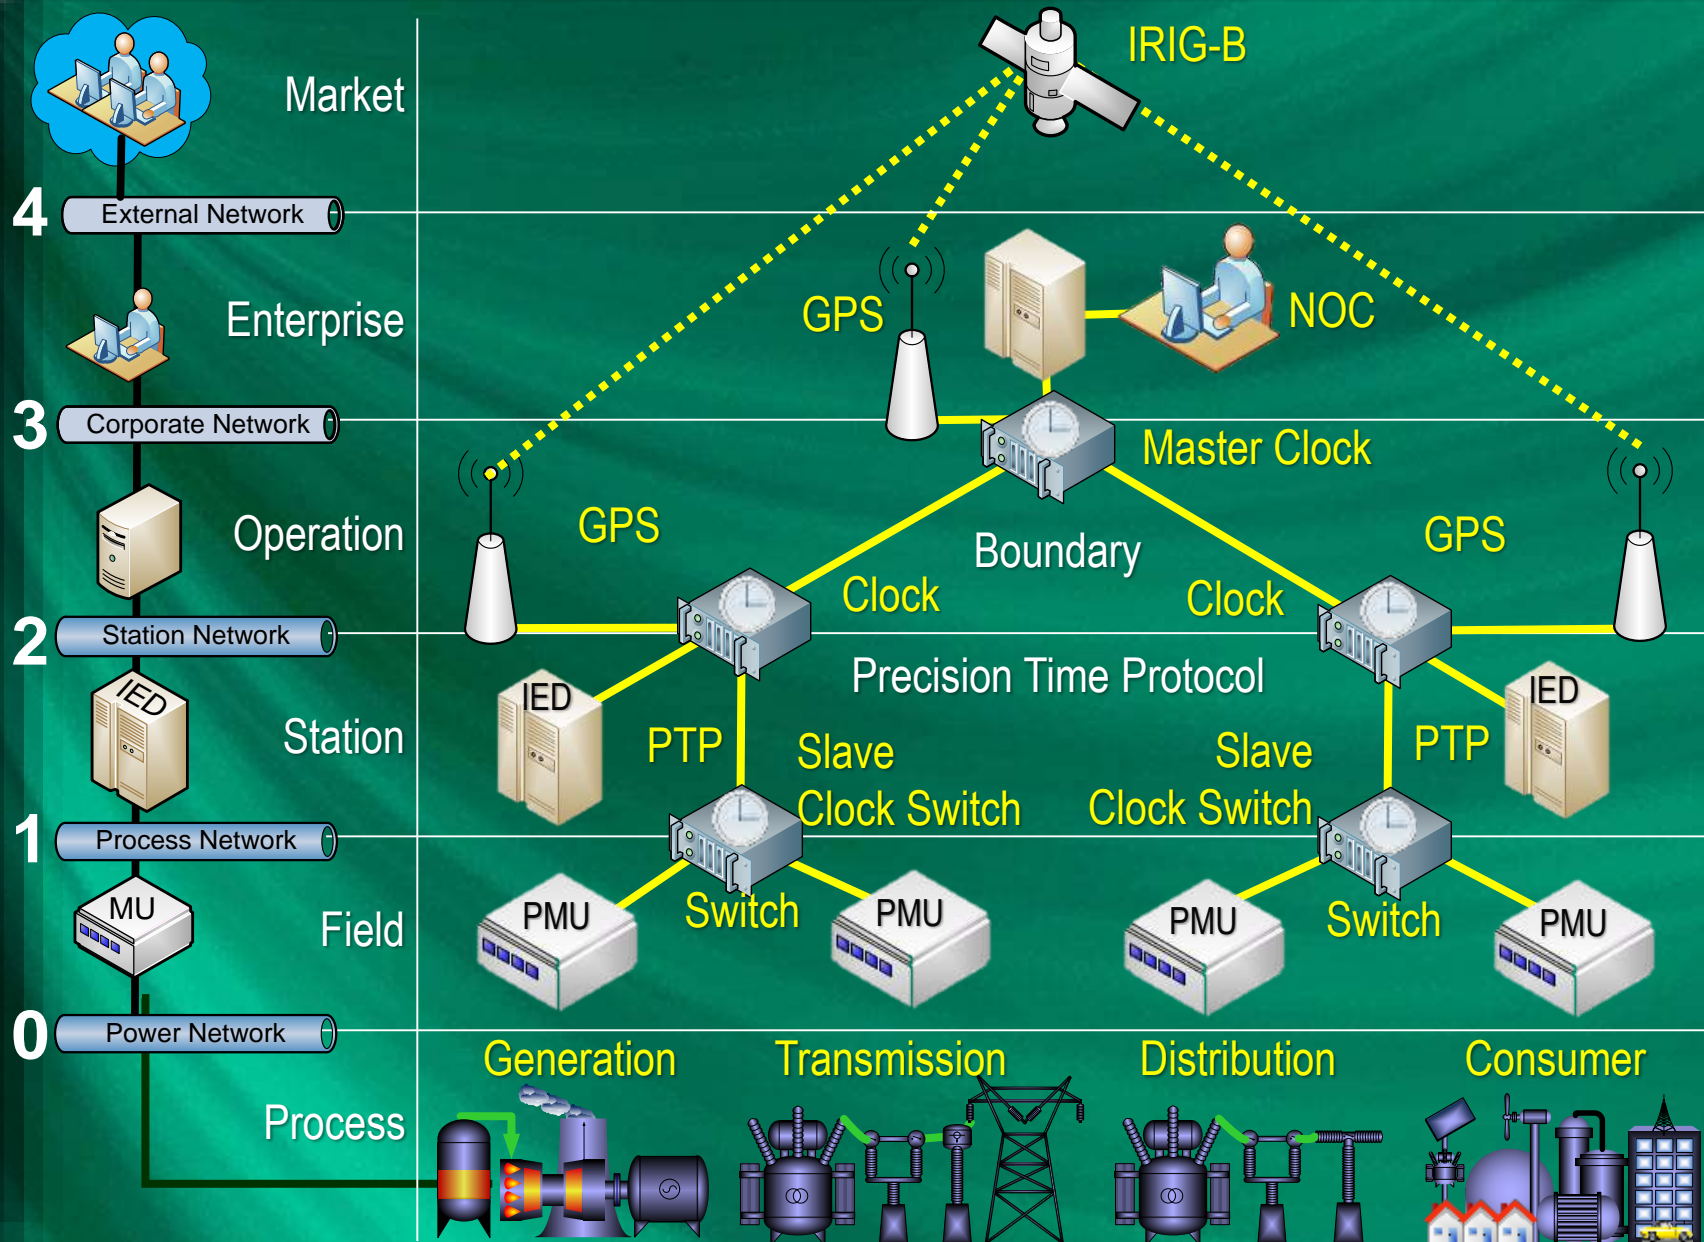 Market
IRIG-B
4
External Network
Enterprise
GPS
NOC
3
Corporate Network
Master Clock
Operation
GPS
Boundary
GPS
Clock
Clock
2
Station Network
IED
Station
IED
Precision Time Protocol
IED
PTP
Slave
Clock Switch
Slave
Clock Switch
PTP
1
Process Network
MU
Field
PMU
Switch
PMU
PMU
Switch
PMU
0
Power Network
Generation
Transmission
Distribution
Consumer
Process